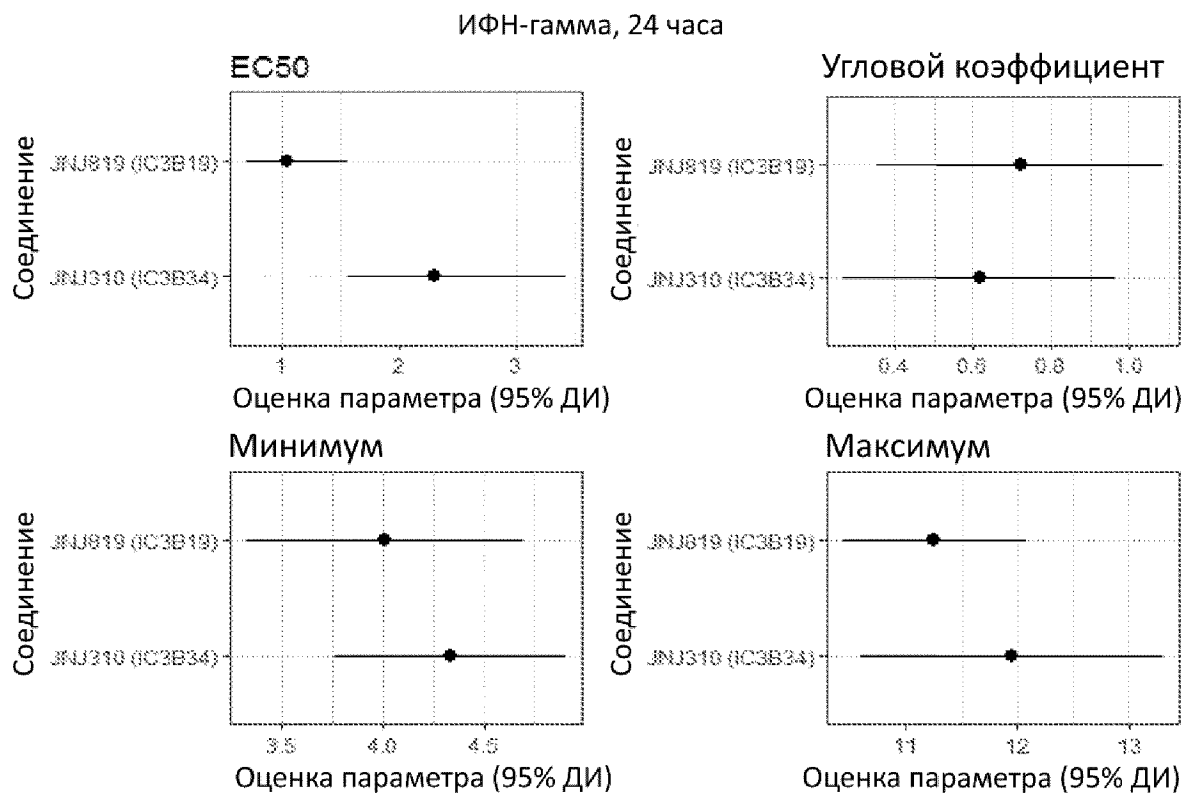 ИФН-гамма, 24 часа
EC50
Соединение
JNJ819 (IC3B19)
JNJ310 (IC3B34)
1 2 3
Оценка параметра (95% ДИ)
Угловой коэффициент
Соединение
JNJ819 (IC3B19)
JNJ310 (IC3B34)
0.4 0.6 0.8 1.0
Оценка параметра (95% ДИ)
Минимум
Соединение
JNJ819 (IC3B19)
JNJ310 (IC3B34)
3.5 4.0 4.5
Оценка параметра (95% ДИ)
Максимум
Соединение
JNJ819 (IC3B19)
JNJ310 (IC3B34)
11 12 13
Оценка параметра (95% ДИ)